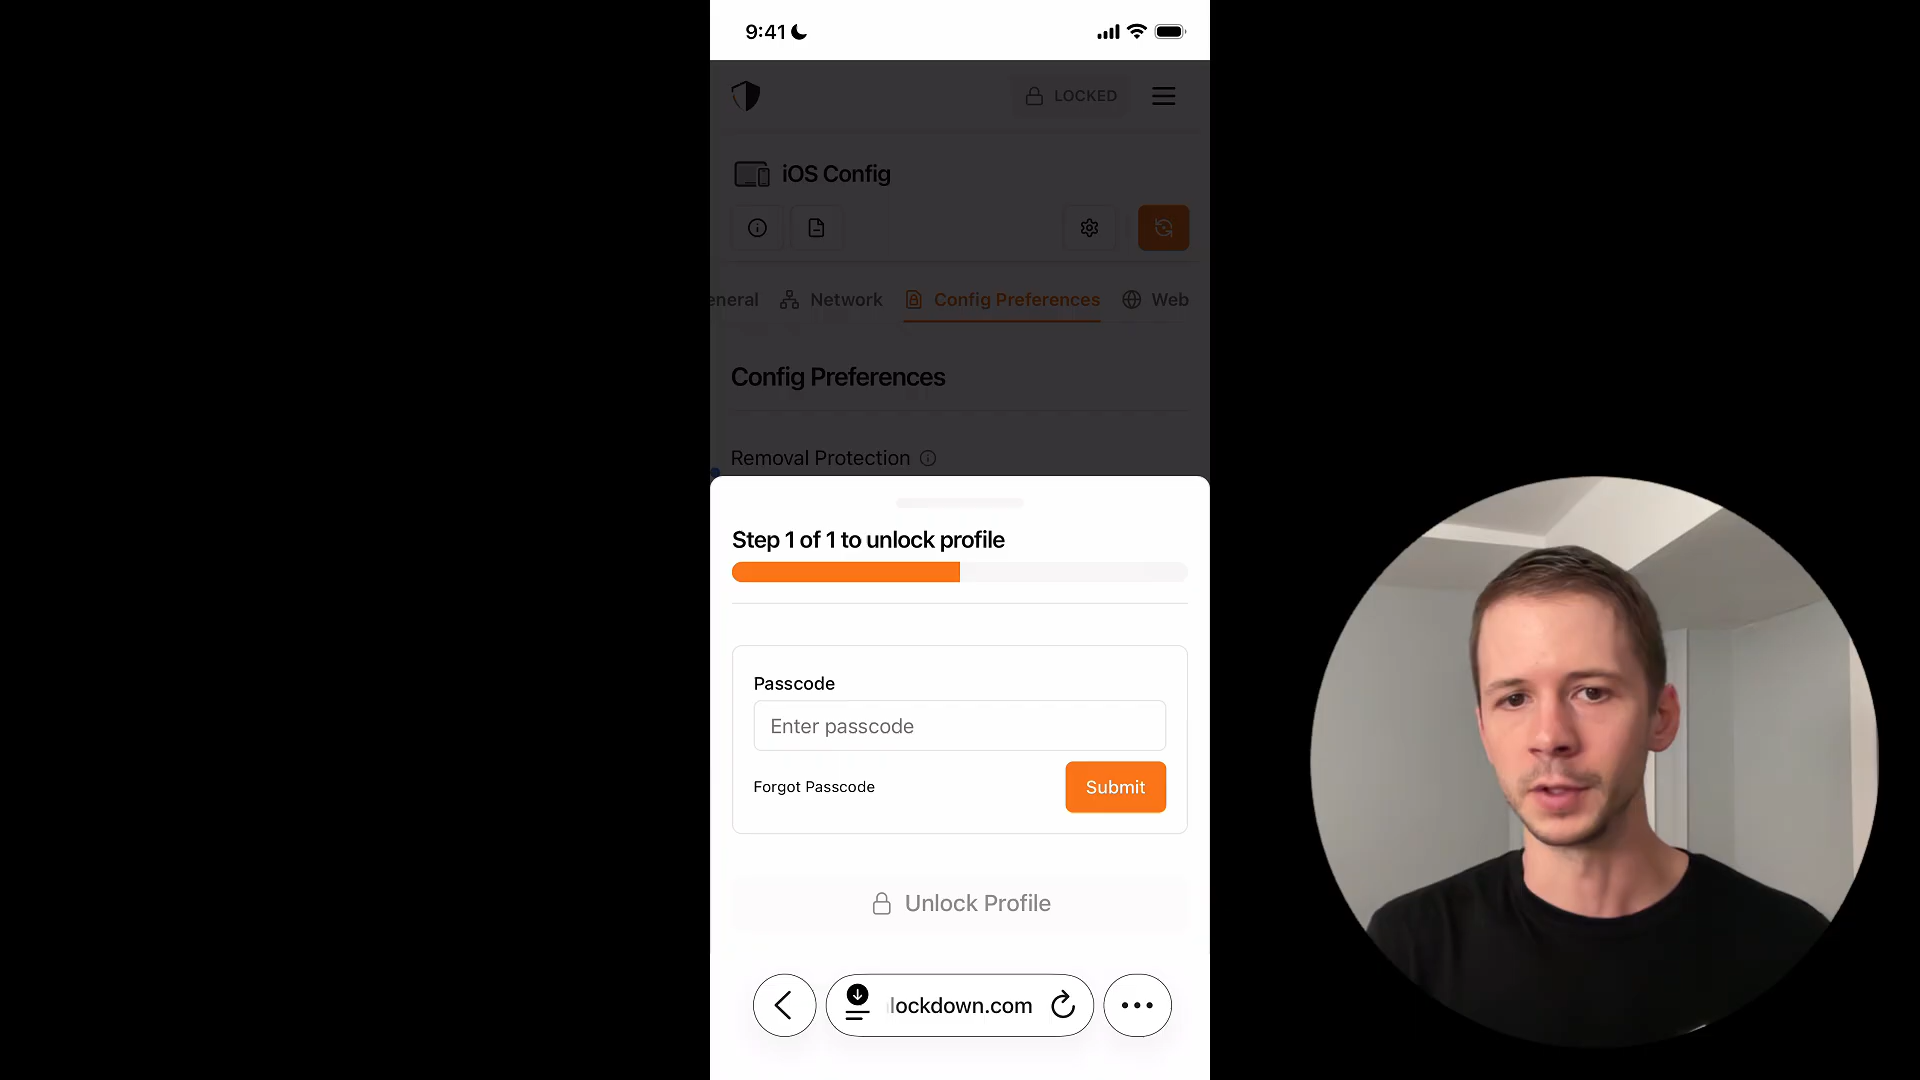 9:41
LOCKED
iOS Config
eneral
Network
Config Preferences
Web
Config Preferences
Removal Protection
Step 1 of 1 to unlock profile
Passcode
Enter passcode
Forgot Passcode
Submit
Unlock Profile
lockdown.com